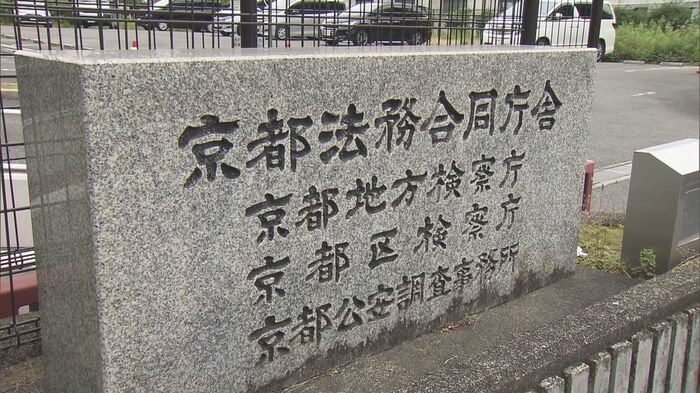 京都法務合同庁舎
京都地方検察庁
京都区検察庁
京都公安調査事務所